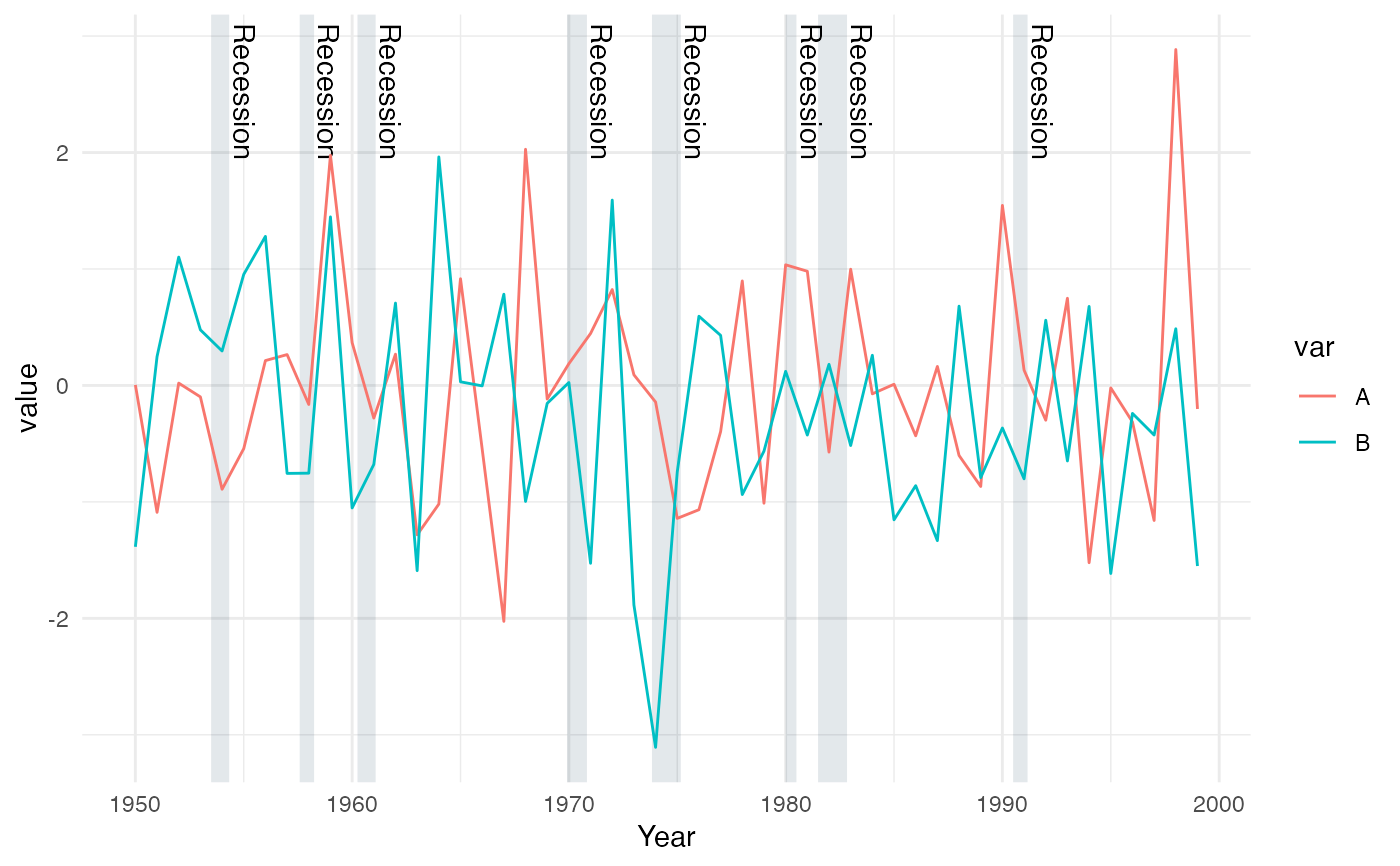 Recession
Recession
Recession
Recession
Recession
Recession
Recession
Recession
2
0
-2
value
1950
1960
1970
1980
1990
2000
Year
var
A
B